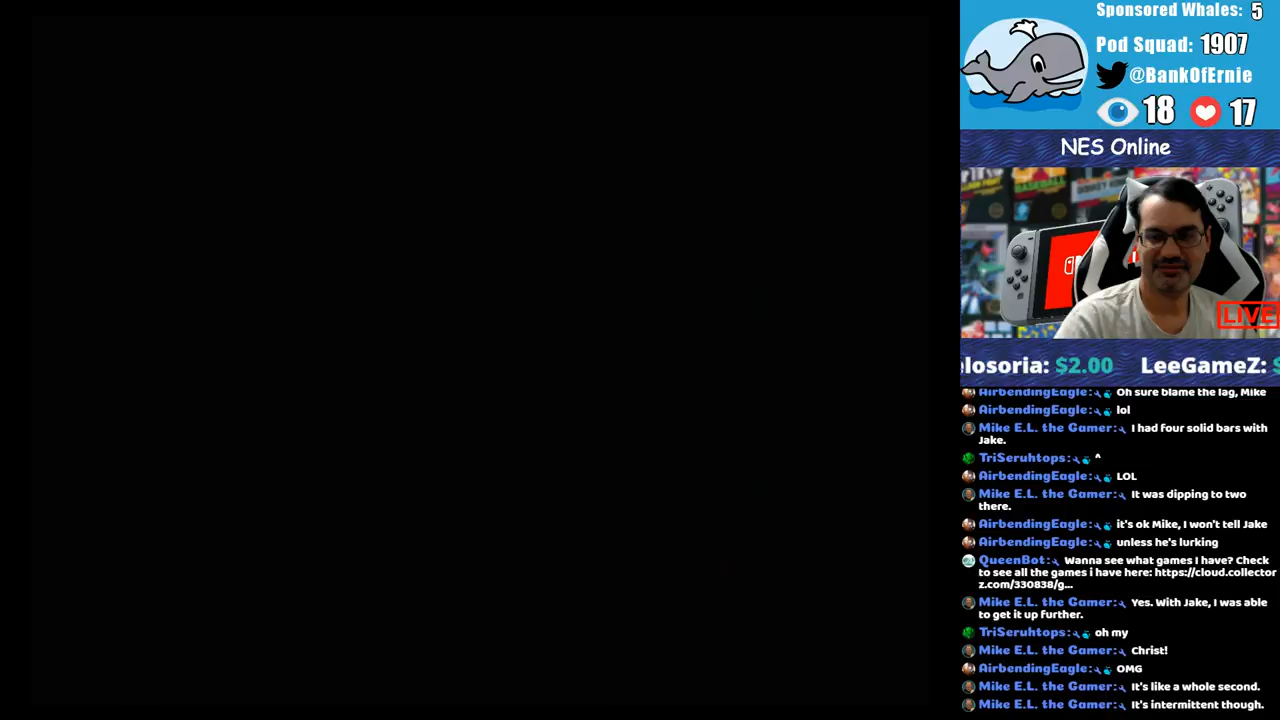 Sponsored Whales: 5
Pod Squad: 1907
@BankOfErnie
18 17
NES Online
LIVE
elosoria: $2.00 LeeGameZ: $
AirbendingEagle: Oh sure blame the lag, Mike
AirbendingEagle: lol
Mike E.L. the Gamer: I had four solid bars with
Jake.
TriSeruhtops: ^
AirbendingEagle: LOL
Mike E.L. the Gamer: It was dipping to two
there.
AirbendingEagle: it's ok Mike, I won't tell Jake
AirbendingEagle: unless he's lurking
QueenBot: Wanna see what games I have? Check
to see all the games i have here: https://cloud.collector
z.com/330838/g...
Mike E.L. the Gamer: Yes. With Jake, I was able
to get it up further.
TriSeruhtops: oh my
Mike E.L. the Gamer: Christ!
AirbendingEagle: OMG
Mike E.L. the Gamer: It's like a whole second.
Mike E.L. the Gamer: It's intermittent though.